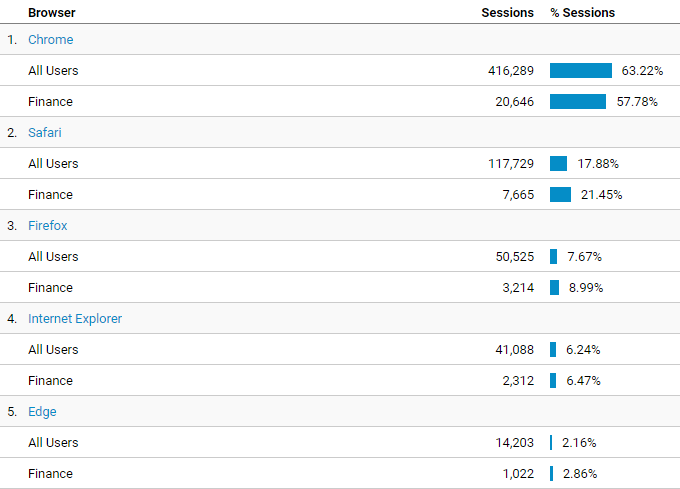 Browser Sessions % Sessions
1. Chrome
All Users 416,289 63.22%
Finance 20,646 57.78%
2. Safari
All Users 117,729 17.88%
Finance 7,665 21.45%
3. Firefox
All Users 50,525 7.67%
Finance 3,214 8.99%
4. Internet Explorer
All Users 41,088 6.24%
Finance 2,312 6.47%
5. Edge
All Users 14,203 2.16%
Finance 1,022 2.86%